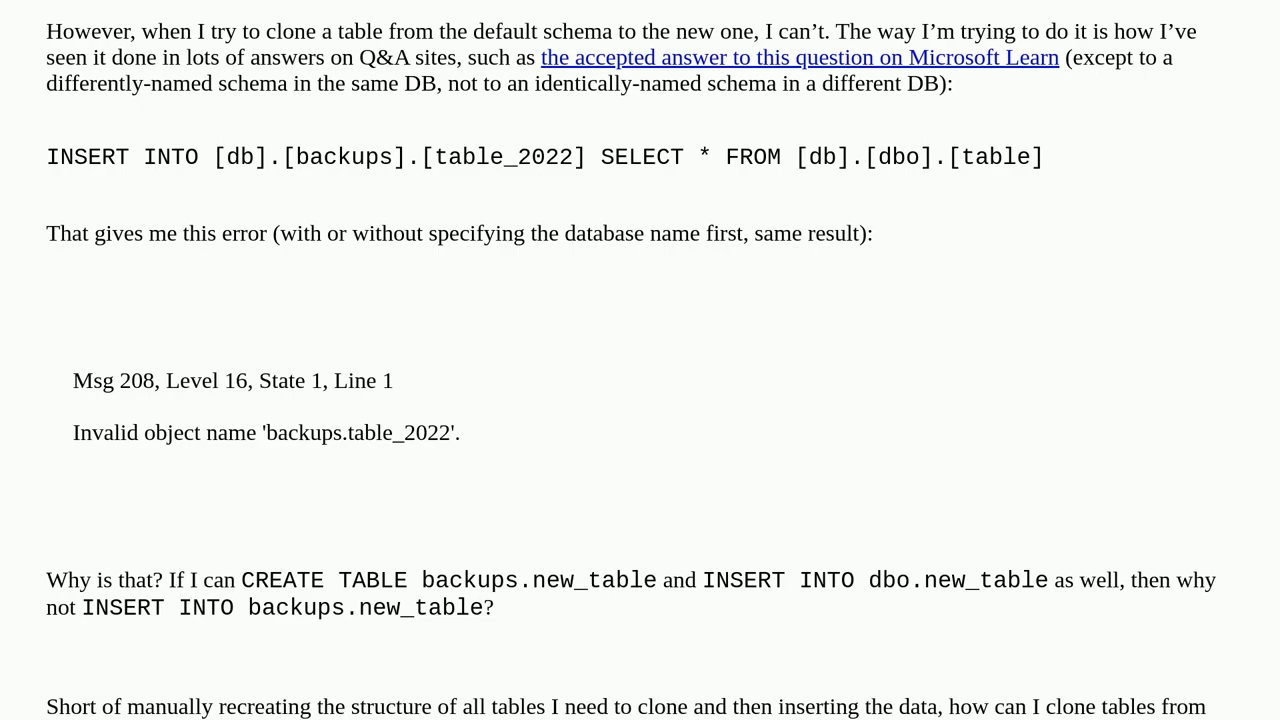 However, when I try to clone a table from the default schema to the new one, I can’t. The way I’m trying to do it is how I’ve
seen it done in lots of answers on Q&A sites, such as the accepted answer to this question on Microsoft Learn (except to a
differently-named schema in the same DB, not to an identically-named schema in a different DB):
INSERT INTO [db].[backups].[table_2022] SELECT * FROM [db].[dbo].[table]
That gives me this error (with or without specifying the database name first, same result):
Msg 208, Level 16, State 1, Line 1
Invalid object name 'backups.table_2022'.
Why is that? If I can CREATE TABLE backups.new_table and INSERT INTO dbo.new_table as well, then why
not INSERT INTO backups.new_table?
Short of manually recreating the structure of all tables I need to clone and then inserting the data, how can I clone tables from